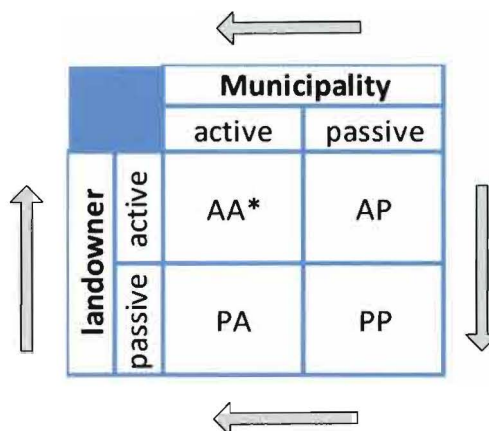 Municipality
active passive
landowner
active
AA* AP
passive
PA PP